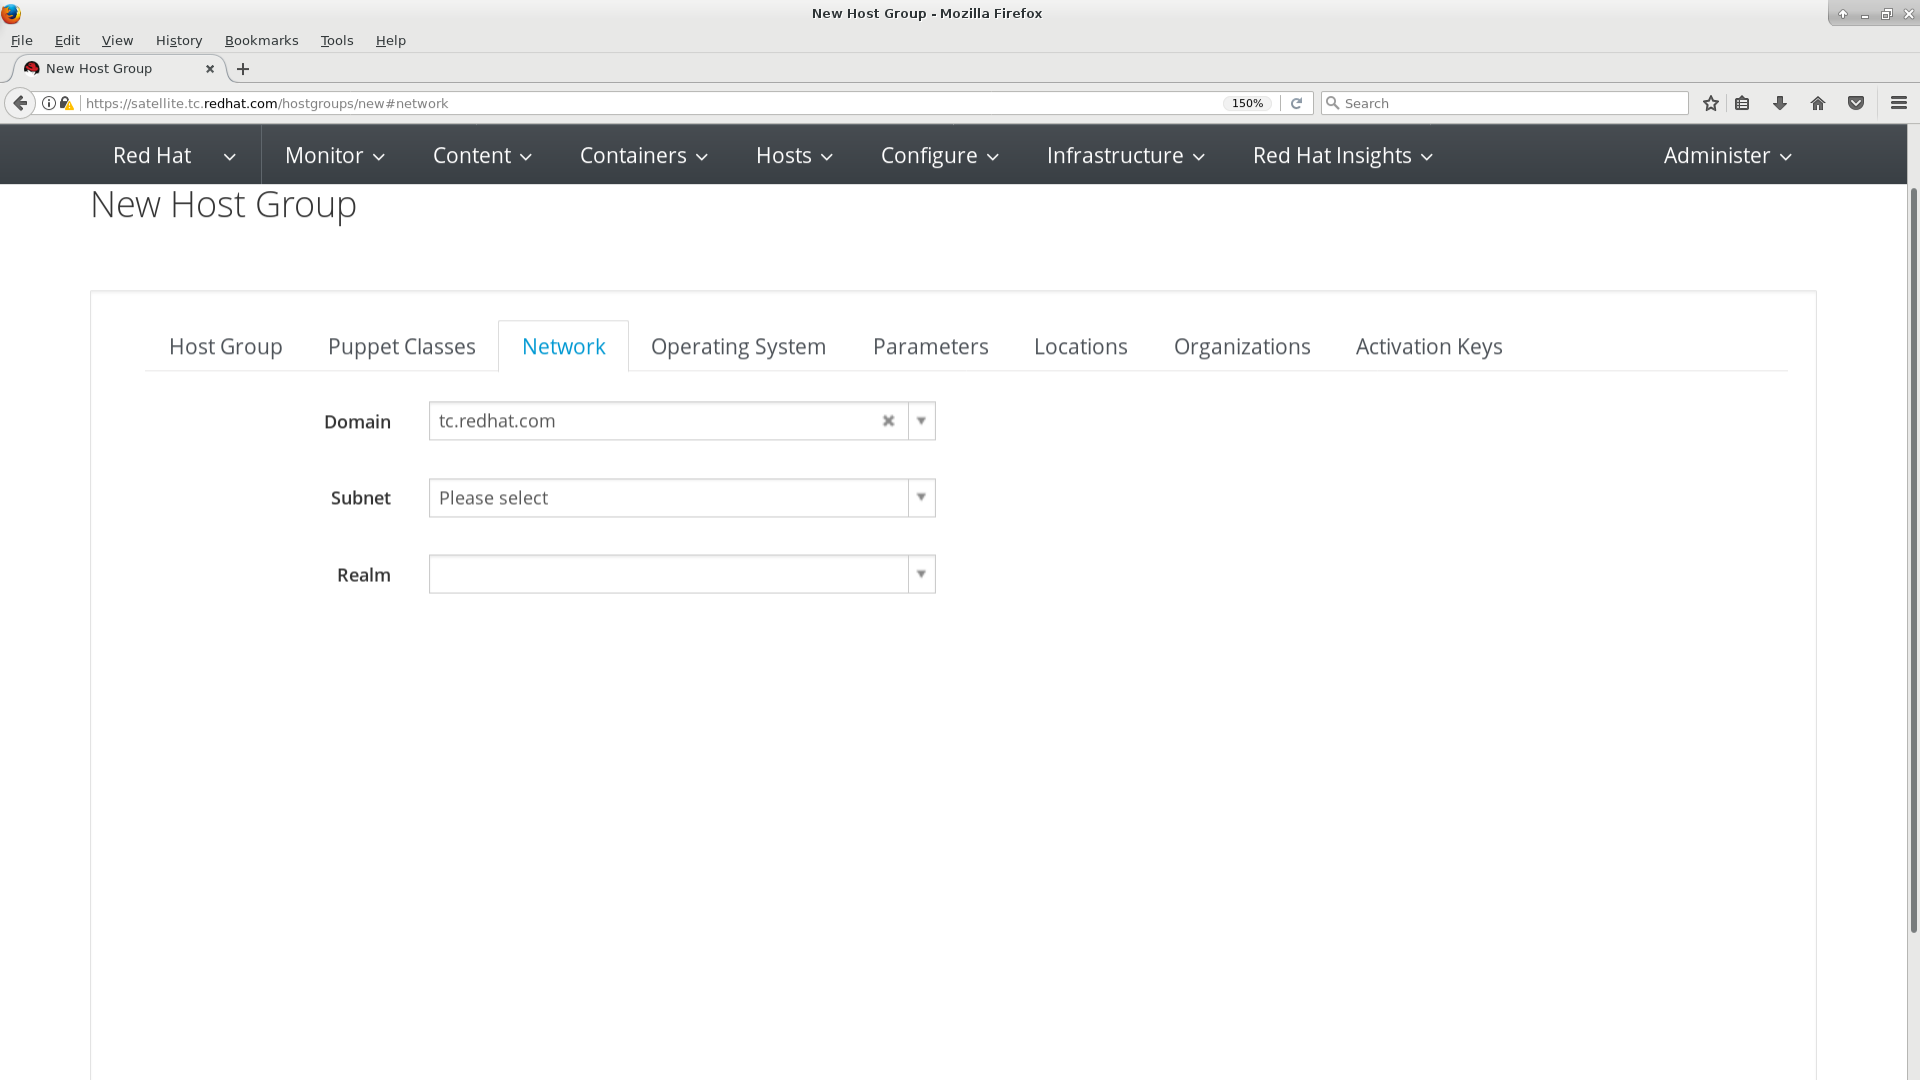 New Host Group - Mozilla Firefox
File Edit View History Bookmarks Tools Help
New Host Group
https://satellite.tc.redhat.com/hostgroups/new#network 150% Search
Red Hat Monitor Content Containers Hosts Configure Infrastructure Red Hat Insights Administer
New Host Group
Host Group Puppet Classes Network Operating System Parameters Locations Organizations Activation Keys
Domain tc.redhat.com
Subnet Please select
Realm